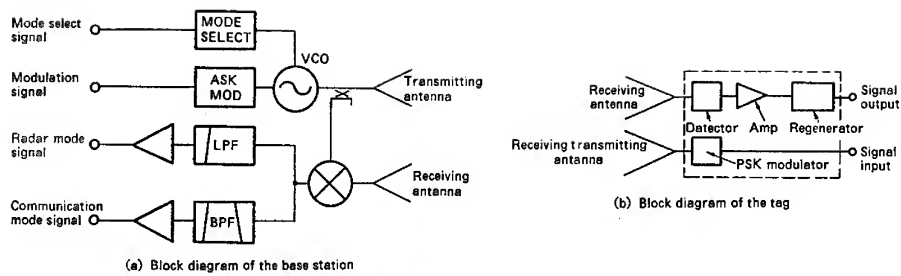 Mode select
signal
MODE
SELECT
VCO
Modulation
signal
ASK
MOD
Transmitting
antenna
Radar mode
signal
LPF
Receiving
antanna
Communication
mode signal
BPF
(a) Block diagram of the base station
Receiving
antenna
Signal
output
Datector
Amp
Regenerator
Receiving transmitting
antenna
PSK modulator
Signal
input
(b) Block diagram of the tag